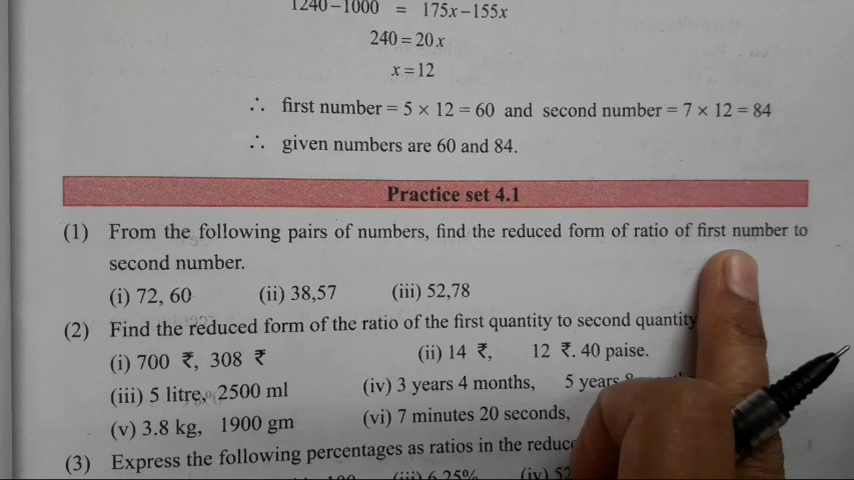 1240−1000 = 175x−155x
240=20x
x=12
∴ first number = 5 × 12 = 60 and second number = 7 × 12 = 84
∴ given numbers are 60 and 84.
Practice set 4.1
(1) From the following pairs of numbers, find the reduced form of ratio of first number to
second number.
(i) 72, 60 (ii) 38,57 (iii) 52,78
(2) Find the reduced form of the ratio of the first quantity to second quantity
(i) 700 ₹, 308 ₹ (ii) 14 ₹, 12 ₹. 40 paise.
(iii) 5 litre, 2500 ml (iv) 3 years 4 months, 5 years
(v) 3.8 kg, 1900 gm (vi) 7 minutes 20 seconds,
(3) Express the following percentages as ratios in the
(iii) 6.25% (iv) 52